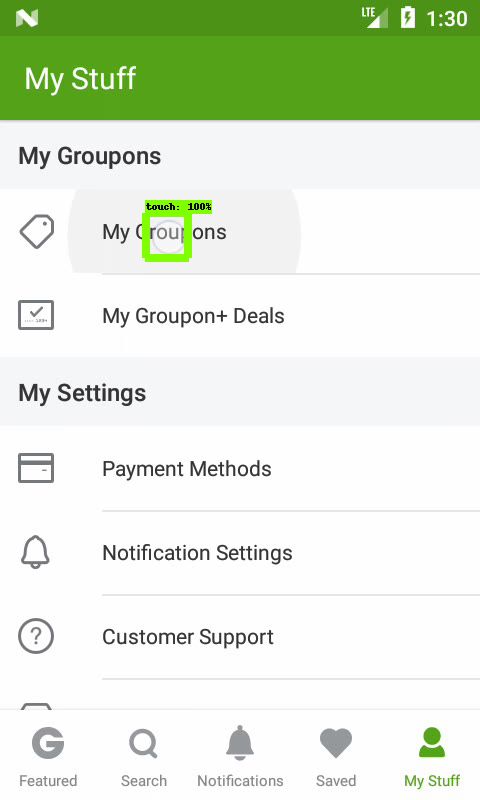 LTE 1:30
My Stuff
My Groupons
touch: 100%
My Groupons
My Groupon+ Deals
My Settings
Payment Methods
Notification Settings
? Customer Support
G
Featured Search Notifications Saved My Stuff